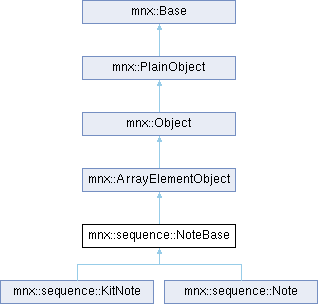 mnx::Base
mnx::PlainObject
mnx::Object
mnx::ArrayElementObject
mnx::sequence::NoteBase
mnx::sequence::KitNote
mnx::sequence::Note